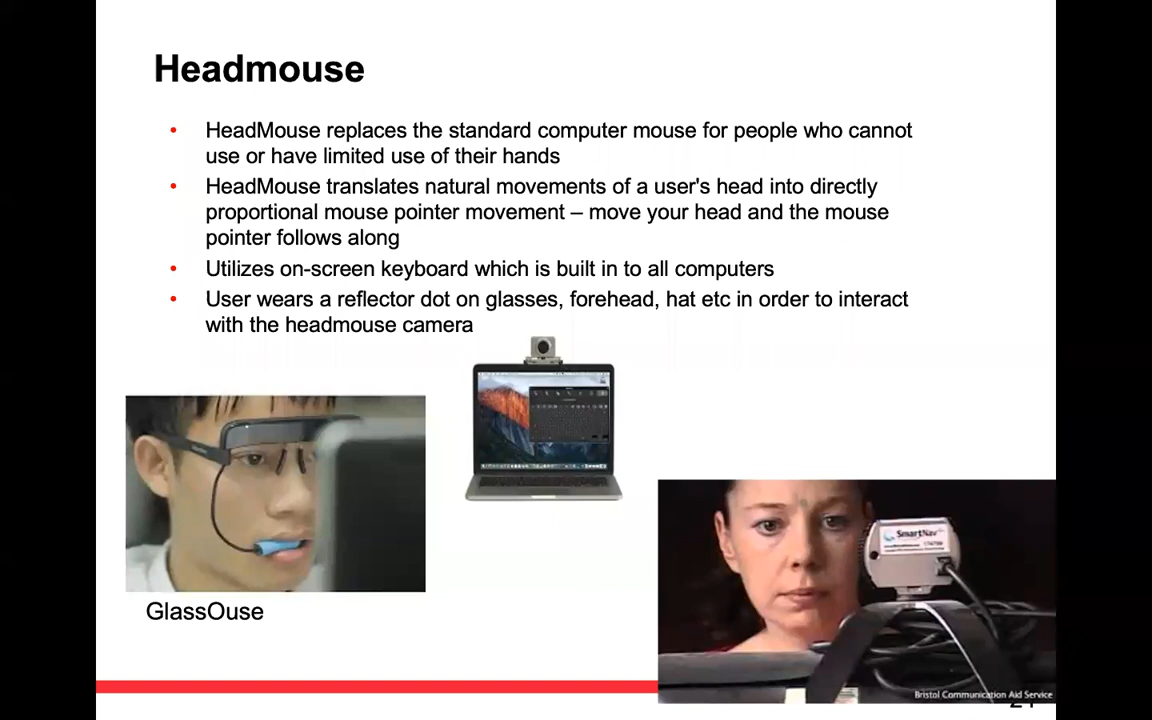 Headmouse
• HeadMouse replaces the standard computer mouse for people who cannot
use or have limited use of their hands
• HeadMouse translates natural movements of a user's head into directly
proportional mouse pointer movement – move your head and the mouse
pointer follows along
• Utilizes on-screen keyboard which is built in to all computers
• User wears a reflector dot on glasses, forehead, hat etc in order to interact
with the headmouse camera
SmartNav
GlassOuse
Bristol Communication Aid Service